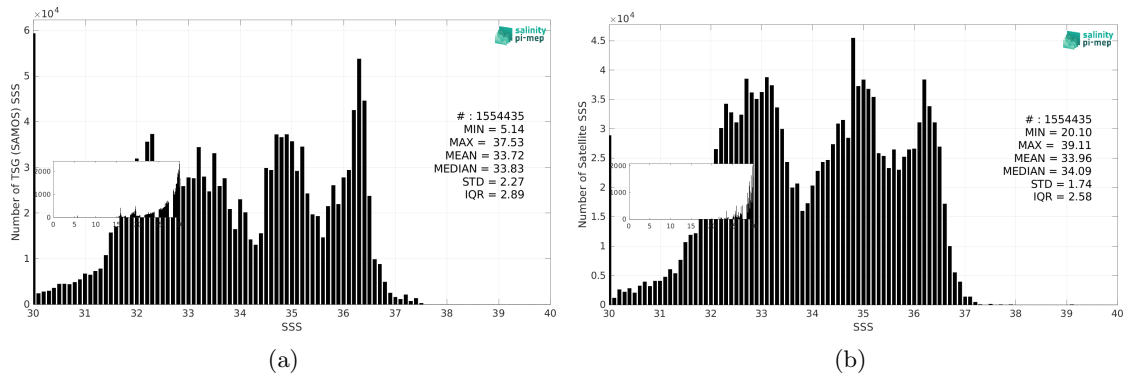 ×10⁴
6
5
4
3
2
1
0
Number of TSG (SAMOS) SSS
salinity
pi-mep
# : 1554435
MIN = 5.14
MAX = 37.53
MEAN = 33.72
MEDIAN = 33.83
STD = 2.27
IQR = 2.89
2000
1000
0
0 5 10 15
30 31 32 33 34 35 36 37 38 39 40
SSS
(a)
×10⁴
4.5
4
3.5
3
2.5
2
1.5
1
0.5
0
Number of Satellite SSS
salinity
pi-mep
# : 1554435
MIN = 20.10
MAX = 39.11
MEAN = 33.96
MEDIAN = 34.09
STD = 1.74
IQR = 2.58
2000
1000
0
0 5 10 15
30 31 32 33 34 35 36 37 38 39 40
SSS
(b)